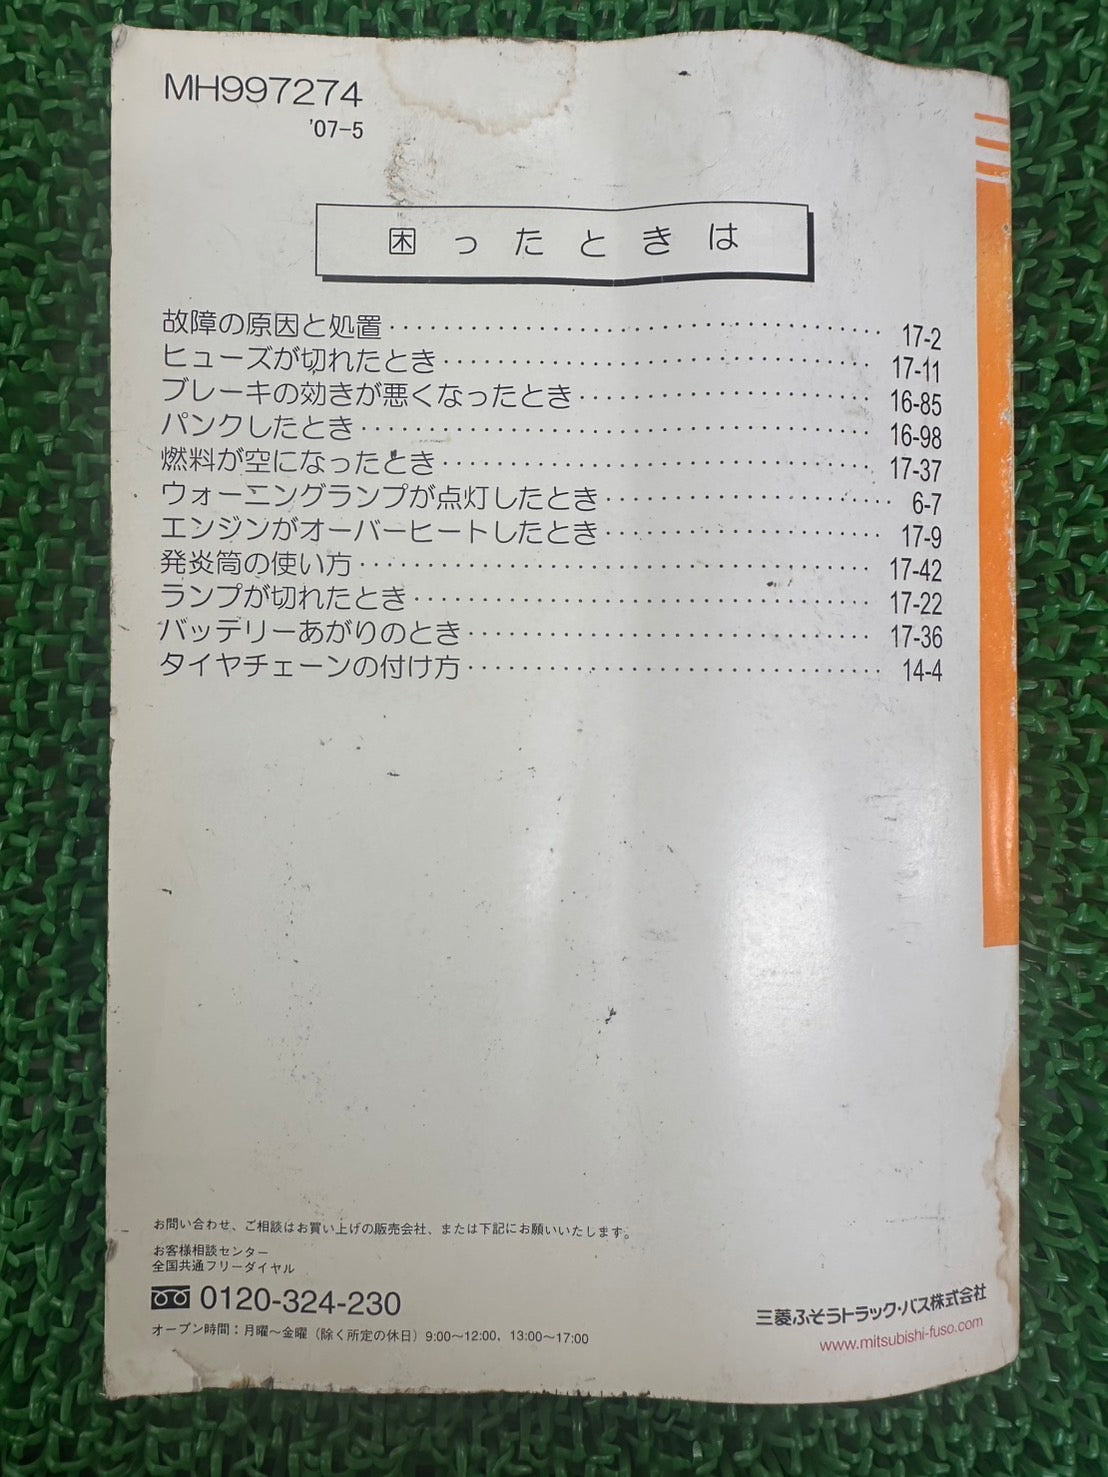 MH997274
'07-5
困ったときは
故障の原因と処置 17-2
ヒューズが切れたとき 17-11
ブレーキの効きが悪くなったとき 16-85
パンクしたとき 16-98
燃料が空になったとき 17-37
ウォーニングランプが点灯したとき 6-7
エンジンがオーバーヒートしたとき 17-9
発炎筒の使い方 17-42
ランプが切れたとき 17-22
バッテリーあがりのとき 17-36
タイヤチェーンの付け方 14-4
お問い合わせ、ご相談はお買い上げの販売会社、または下記にお願いいたします。
お客様相談センター
全国共通フリーダイヤル
0120-324-230
オープン時間：月曜～金曜（除く所定の休日）9:00～12:00, 13:00～17:00
三菱ふそうトラック・バス株式会社
www.mitsubishi-fuso.com